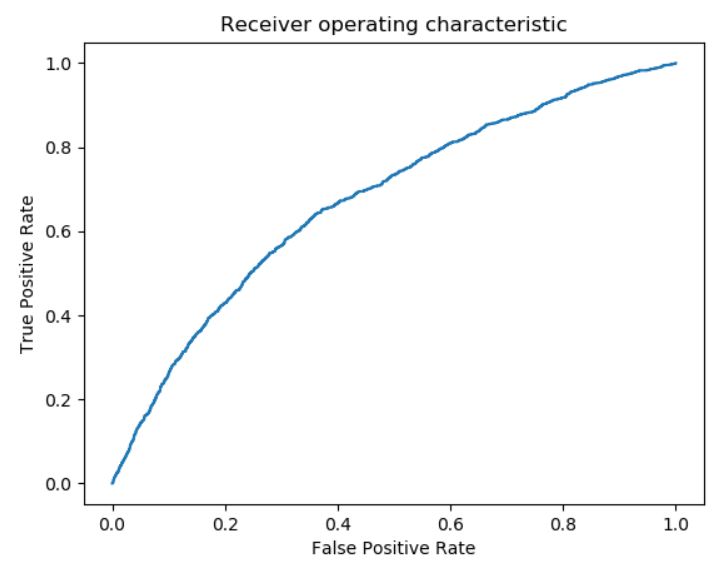 Receiver operating characteristic
1.0
0.8
0.6
0.4
0.2
0.0
True Positive Rate
0.0 0.2 0.4 0.6 0.8 1.0
False Positive Rate